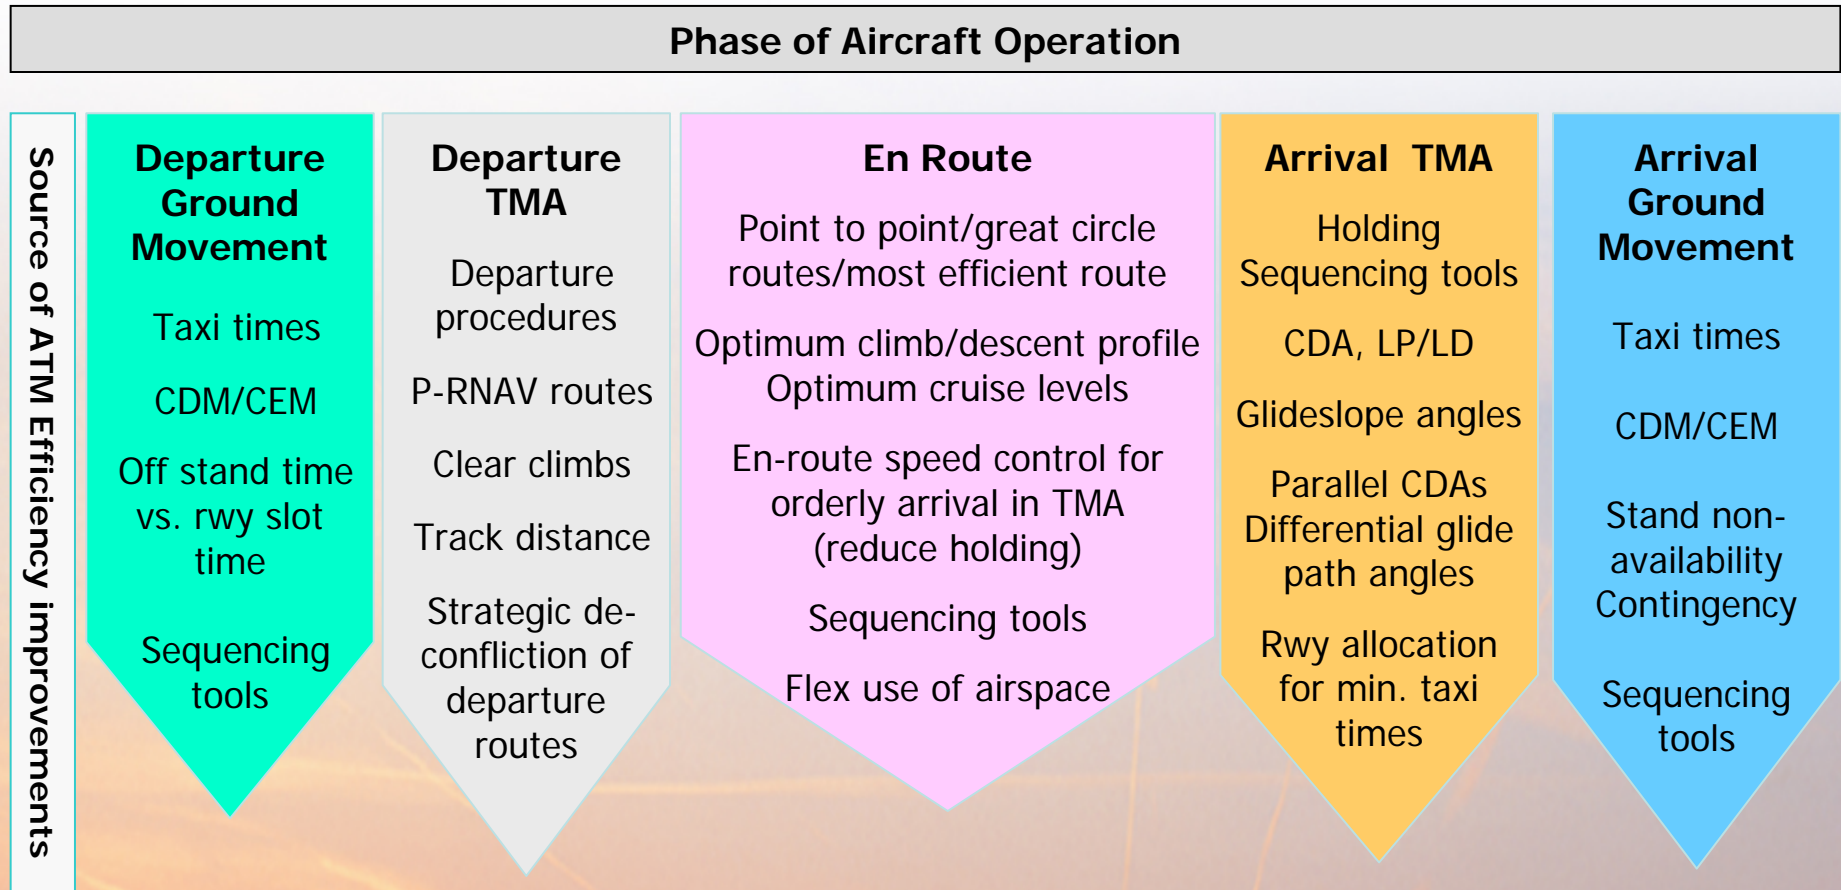 Phase of Aircraft Operation
Source of ATM Efficiency improvements
Departure
Ground
Movement
Taxi times
CDM/CEM
Off stand time
vs. rwy slot
time
Sequencing
tools
Departure
TMA
Departure
procedures
P-RNAV routes
Clear climbs
Track distance
Strategic de-
confliction of
departure
routes
En Route
Point to point/great circle
routes/most efficient route
Optimum climb/descent profile
Optimum cruise levels
En-route speed control for
orderly arrival in TMA
(reduce holding)
Sequencing tools
Flex use of airspace
Arrival TMA
Holding
Sequencing tools
CDA, LP/LD
Glideslope angles
Parallel CDAs
Differential glide
path angles
Rwy allocation
for min. taxi
times
Arrival
Ground
Movement
Taxi times
CDM/CEM
Stand non-
availability
Contingency
Sequencing
tools